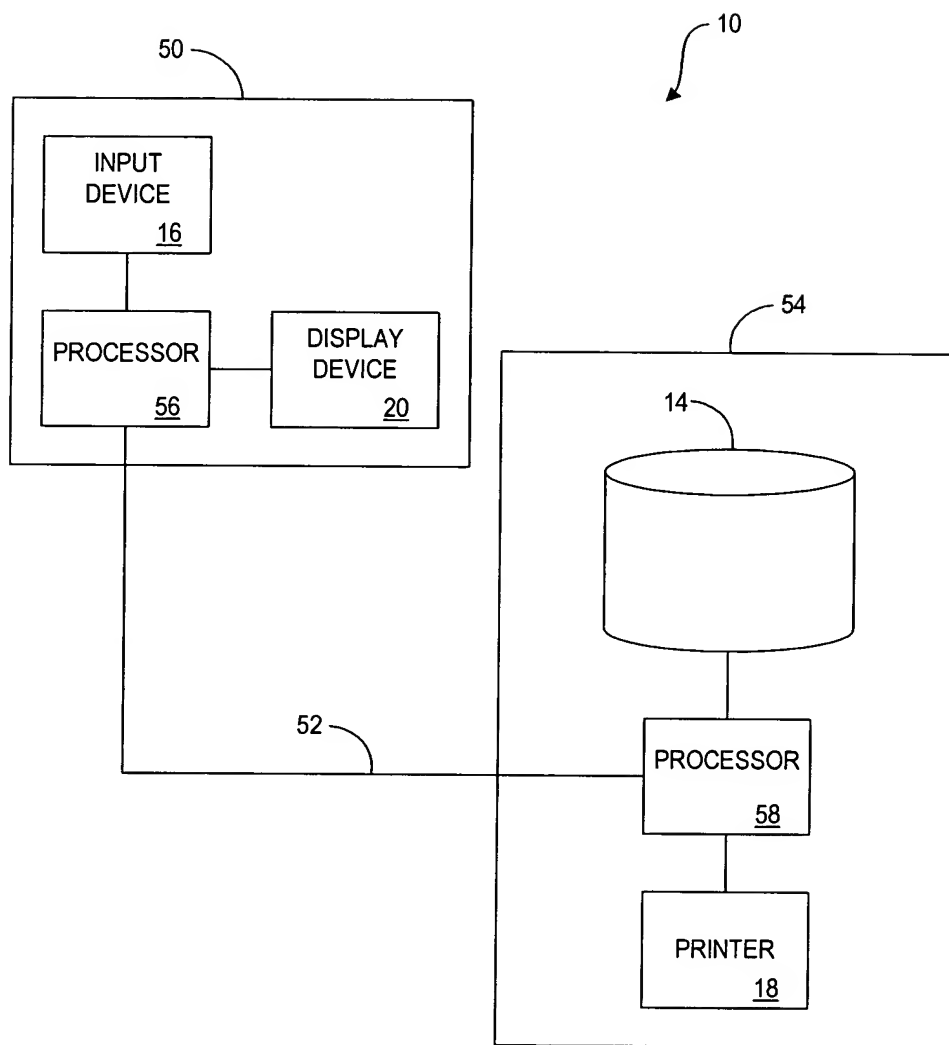 10
50
INPUT
DEVICE
16
PROCESSOR
56
DISPLAY
DEVICE
20
54
14
52
PROCESSOR
58
PRINTER
18